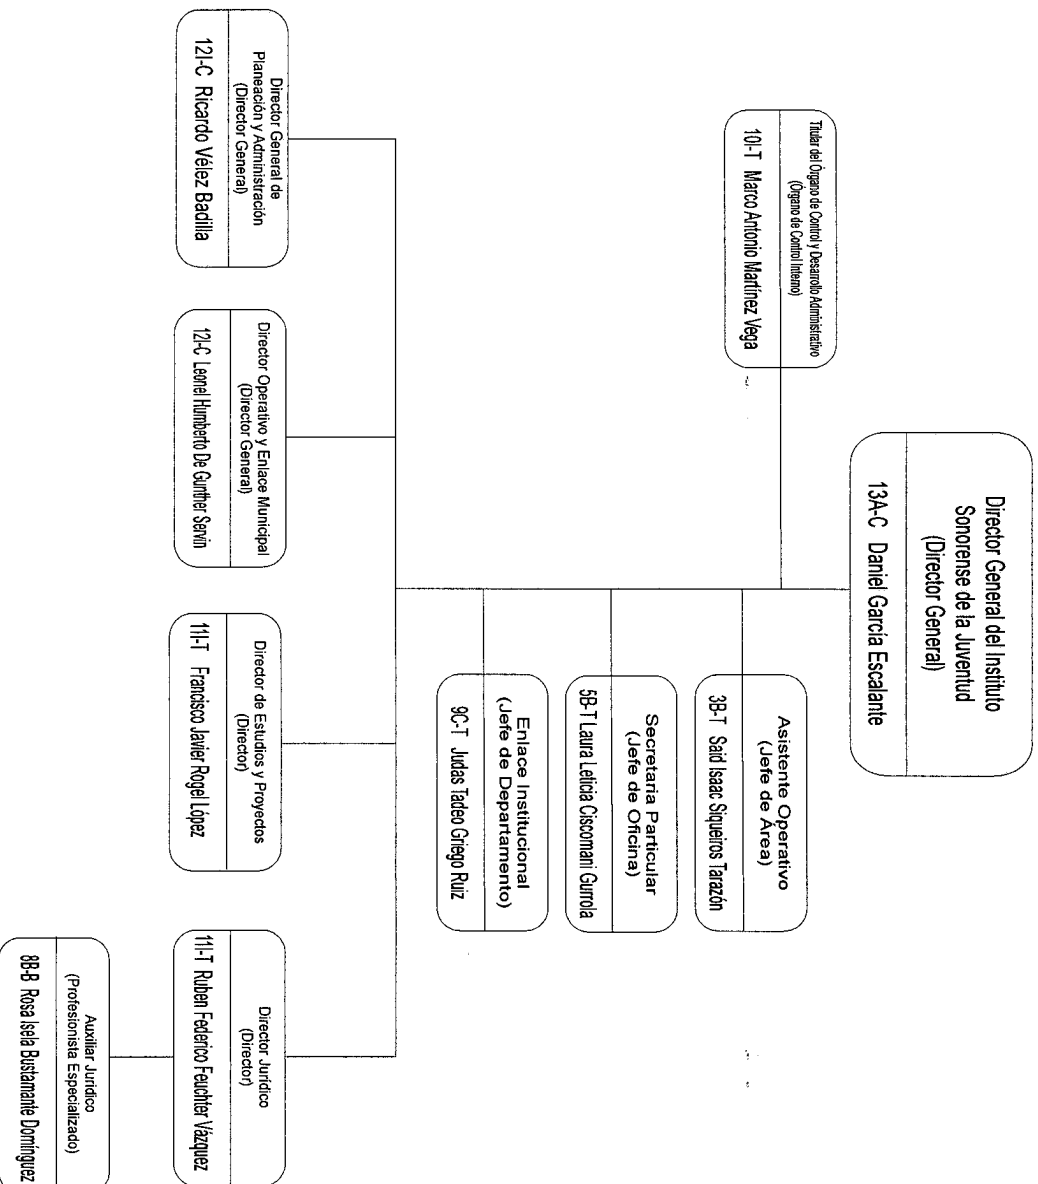 Director General del Instituto
Sonorense de la Juventud
(Director General)
13A-C Daniel García Escalante
Titular del Órgano de Control y Desarrollo Administrativo
(Órgano de Control Interno)
10I-T Marco Antonio Martínez Vega
Asistente Operativo
(Jefe de Área)
3B-T Said Isaac Siqueiros Tarazón
Secretaria Particular
(Jefe de Oficina)
5B-T Laura Leticia Ciscomani Gurrola
Enlace Institucional
(Jefe de Departamento)
9C-T Judas Tadeo Griego Ruiz
Director General de
Planeación y Administración
(Director General)
12I-C Ricardo Vélez Badilla
Director Operativo y Enlace Municipal
(Director General)
12I-C Leonel Humberto De Gunther Servin
Director de Estudios y Proyectos
(Director)
11I-T Francisco Javier Rogel López
Director Jurídico
(Director)
11I-T Ruben Federico Feuchter Vázquez
Auxiliar Jurídico
(Profesionista Especializado)
8B-B Rosa Isela Bustamante Domínguez